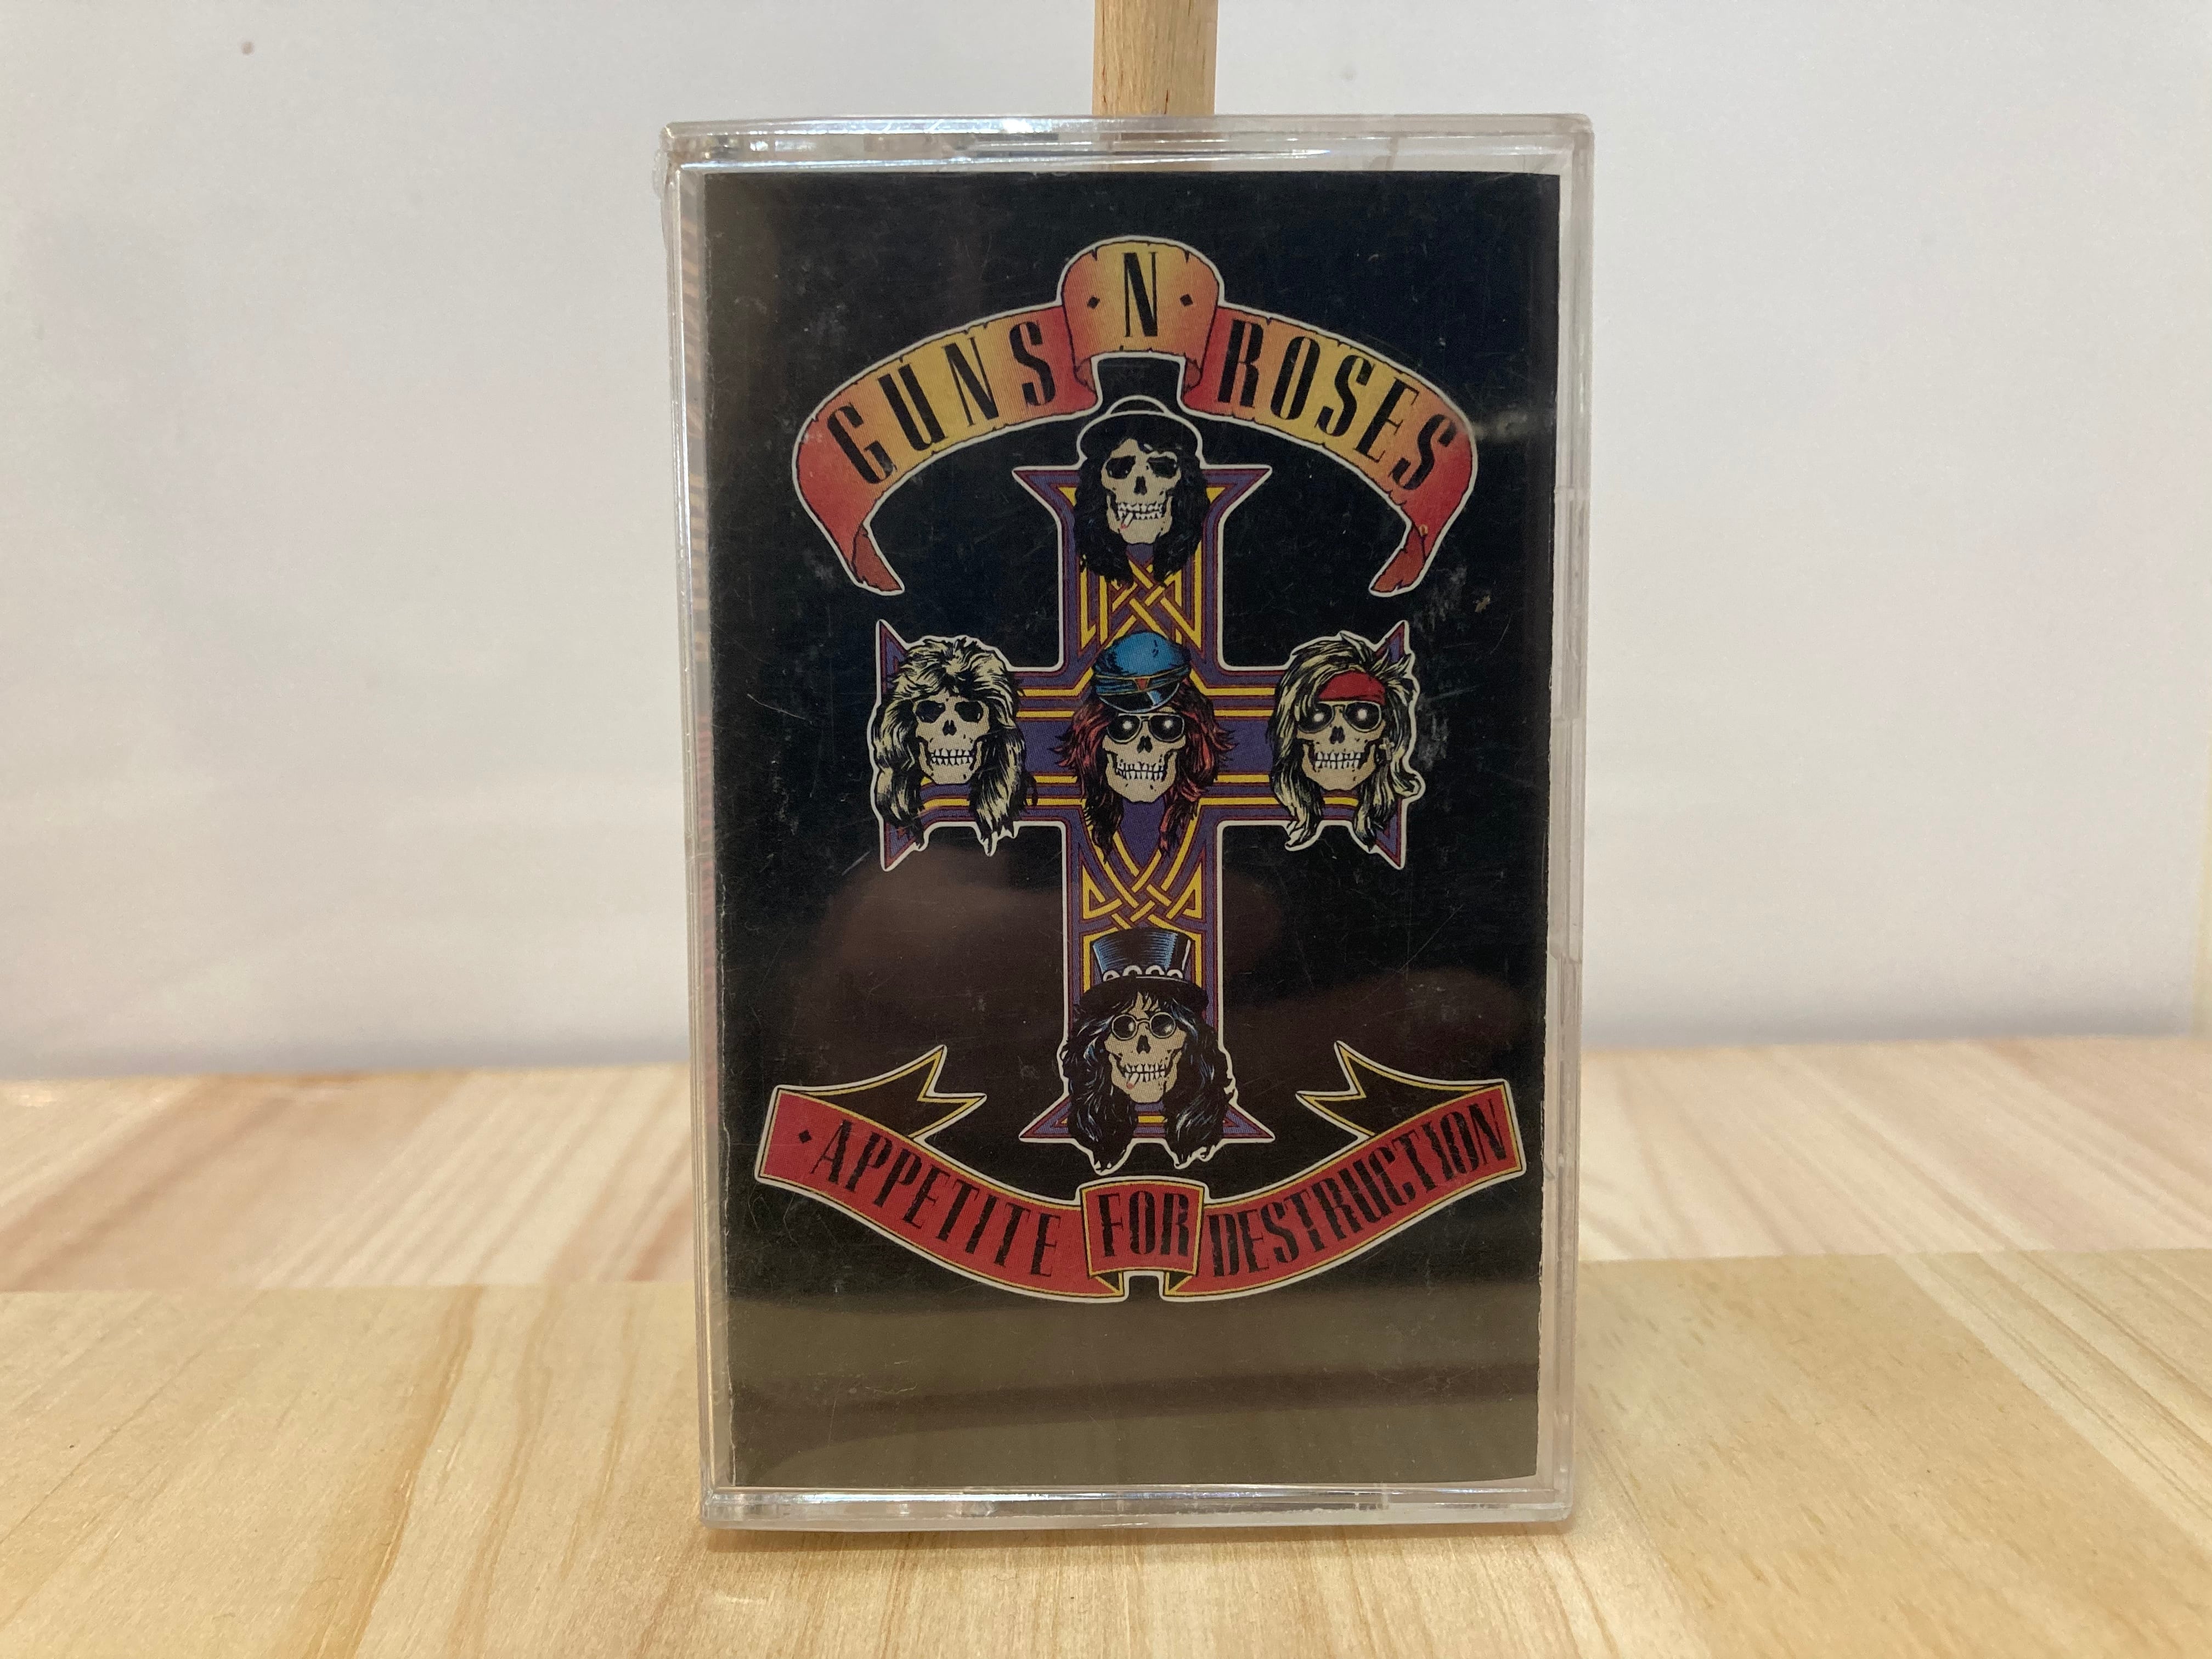 GUNS · N · ROSES
· APPETITE FOR DESTRUCTION